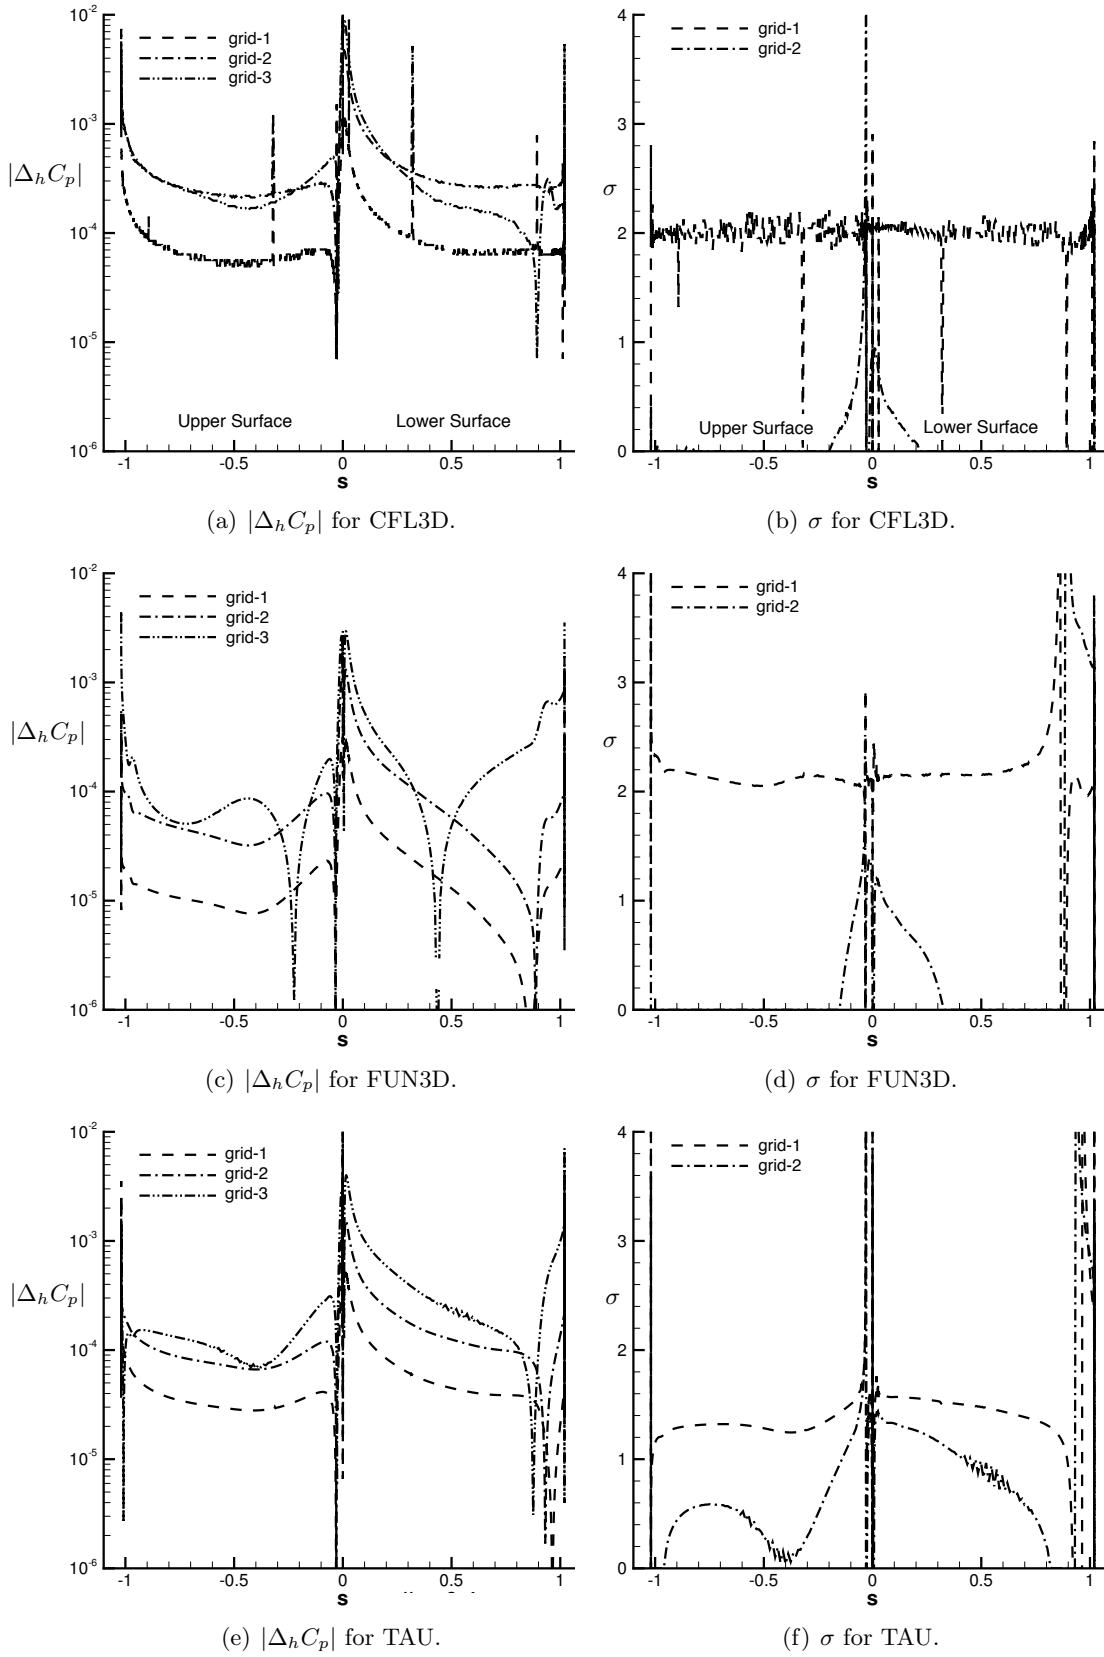 10-2
10-3
10-4
10-5
10-6
|ΔhCp|
grid-1
grid-2
grid-3
Upper Surface Lower Surface
-1 -0.5 0 0.5 1
s
(a) |ΔhCp| for CFL3D.
4
3
2
1
0
σ
grid-1
grid-2
Upper Surface Lower Surface
-1 -0.5 0 0.5 1
s
(b) σ for CFL3D.
10-2
10-3
10-4
10-5
10-6
|ΔhCp|
grid-1
grid-2
grid-3
-1 -0.5 0 0.5 1
s
(c) |ΔhCp| for FUN3D.
4
3
2
1
0
σ
grid-1
grid-2
-1 -0.5 0 0.5 1
s
(d) σ for FUN3D.
10-2
10-3
10-4
10-5
10-6
|ΔhCp|
grid-1
grid-2
grid-3
-1 -0.5 0 0.5 1
s
(e) |ΔhCp| for TAU.
4
3
2
1
0
σ
grid-1
grid-2
-1 -0.5 0 0.5 1
s
(f) σ for TAU.